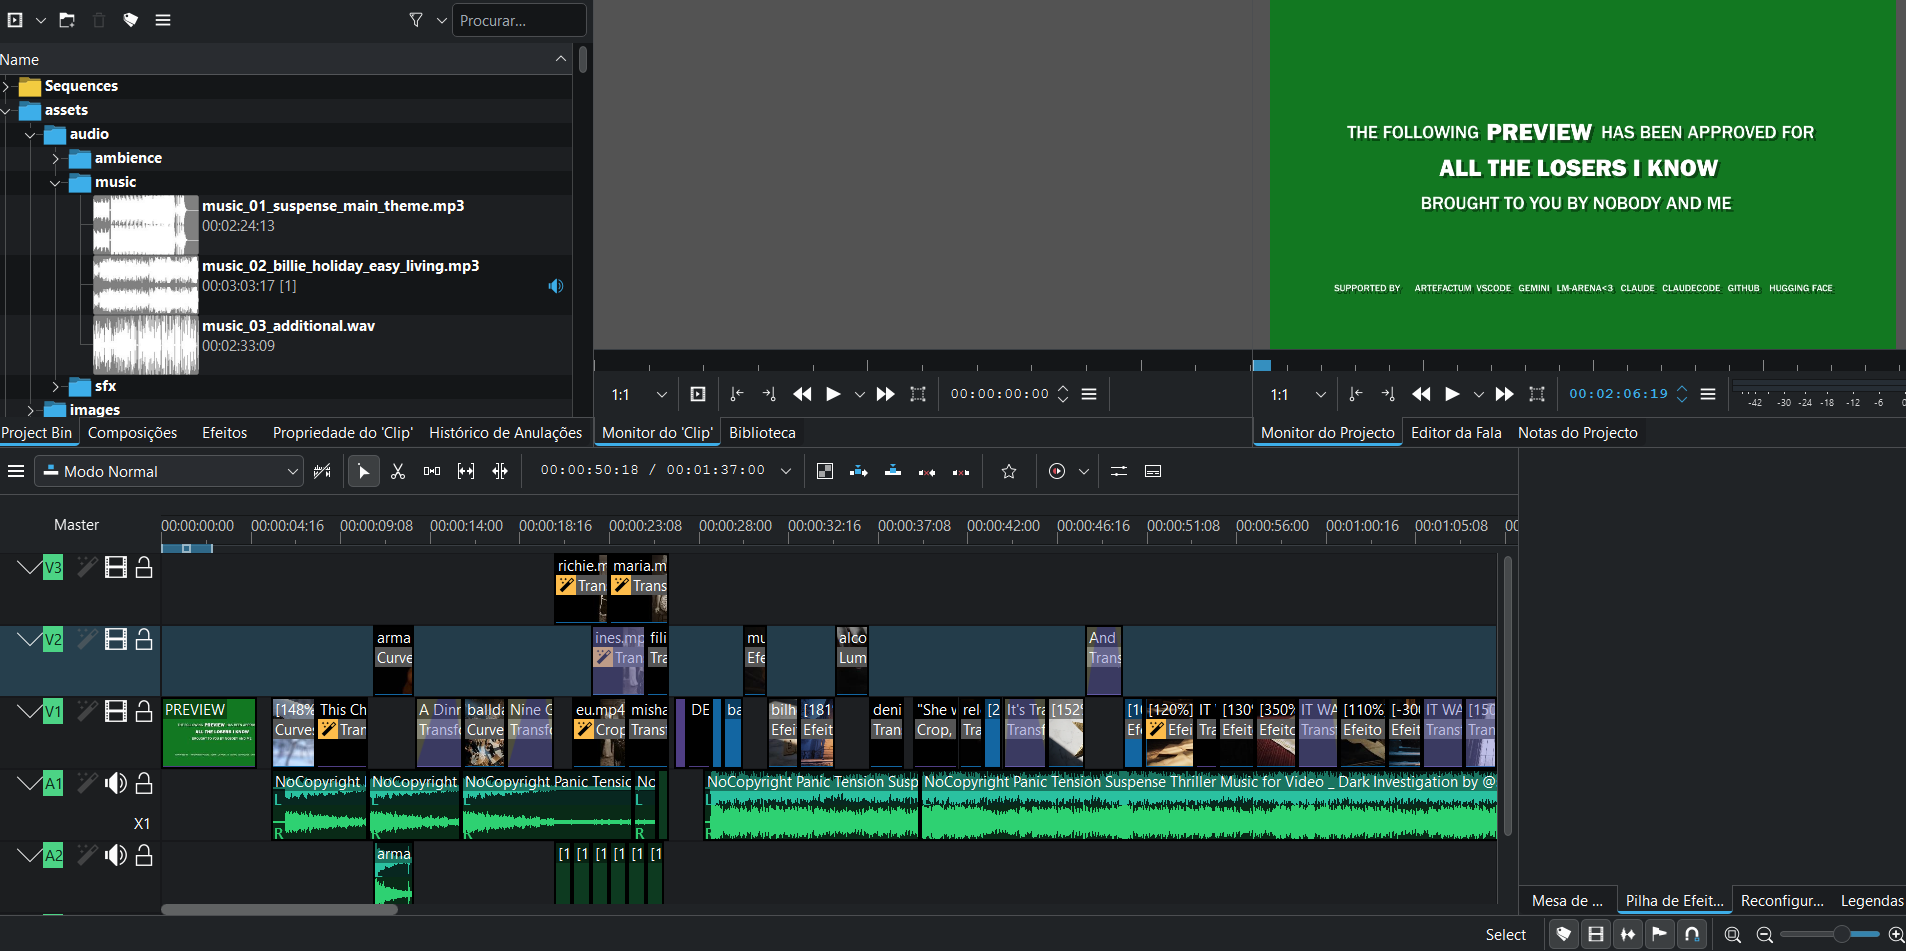 Procurar...
Name
Sequences
assets
audio
ambience
music
music_01_suspense_main_theme.mp3
00:02:24:13
music_02_billie_holiday_easy_living.mp3
00:03:03:17 [1]
music_03_additional.wav
00:02:33:09
sfx
images
Project Bin Composições Efeitos Propriedade do 'Clip' Histórico de Anulações
1:1 00:00:00:00
Monitor do 'Clip' Biblioteca
THE FOLLOWING PREVIEW HAS BEEN APPROVED FOR
ALL THE LOSERS I KNOW
BROUGHT TO YOU BY NOBODY AND ME
SUPPORTED BY ARTEFACTUM VSCODE GEMINI LM-ARENA<3 CLAUDE CLAUDECODE GITHUB HUGGING FACE
1:1 00:02:06:19
-42 -30 -24 -18 -12 -6 0
Monitor do Projecto Editor da Fala Notas do Projecto
Modo Normal 00:00:50:18 / 00:01:37:00
Master 00:00:00:00 00:00:04:16 00:00:09:08 00:00:14:00 00:00:18:16 00:00:23:08 00:00:28:00 00:00:32:16 00:00:37:08 00:00:42:00 00:00:46:16 00:00:51:08 00:00:56:00 00:01:00:16 00:01:05:08 00
V3 richie.m maria.m
Tran Trans
V2 arma ines.mp fili mu alco And
Curve Tran Tra Efe Lum Trans
V1 PREVIEW [148% This Ch A Dinn ballda Nine G eu.mp4 misha DE ba bilh [181° deni "She v rel [2 It's Tra [152° [10 [120%] IT [130° [350% IT WA [110% [-300 IT WA [150
Curve Tran Transfo Curve Transfo Crop Trans Efeit Efeit Tran Crop, Tra Trans Ef Efei Tra Efeit Efeito Trans Efeito Efeit Trans Trans
A1 NoCopyright NoCopyright NoCopyright Panic Tensic No NoCopyright Panic Tension Susp NoCopyright Panic Tension Suspense Thriller Music for Video _ Dark Investigation by @
L L L L L
X1
R R R R R
A2 arma [1 [1 [1 [1 [1 [1
Mesa de ... Pilha de Efeit... Reconfigur... Legendas
Select